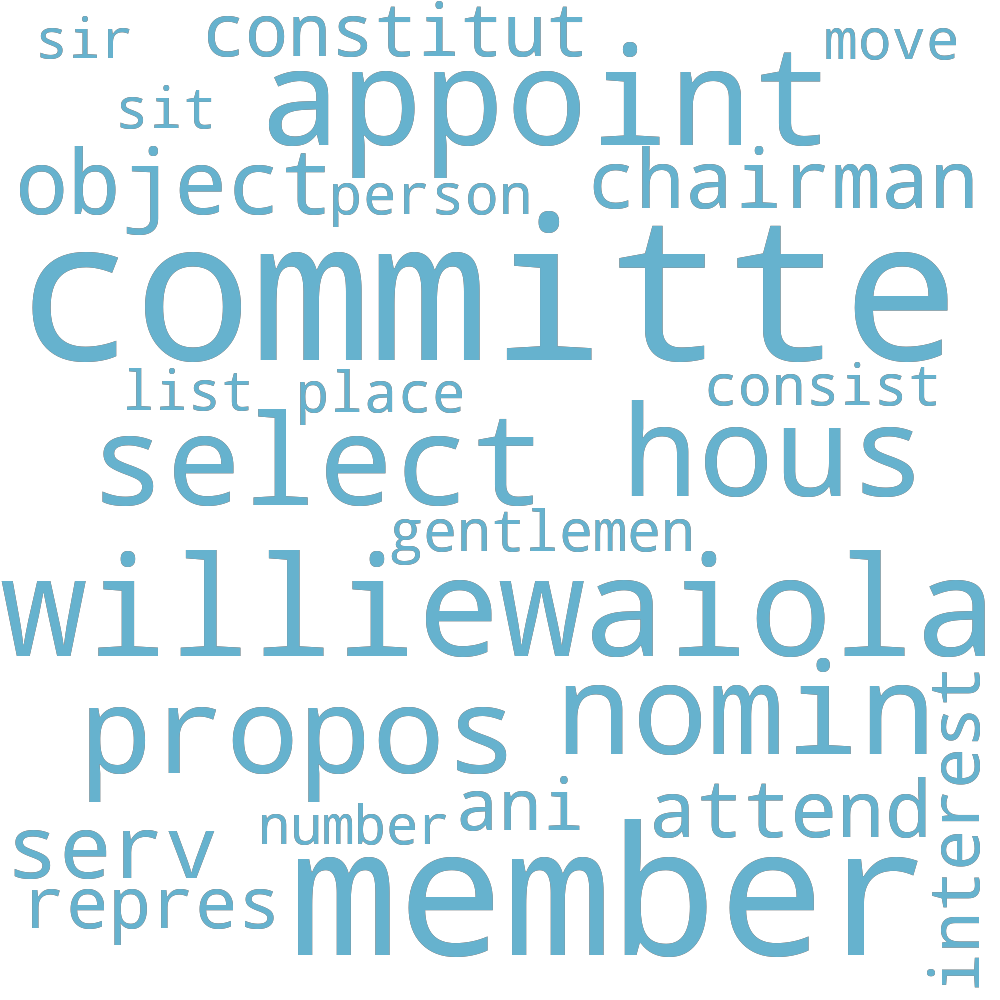 sir constitut move
appoint
sit
object person chairman
committe
list place consist
select hous
gentlemen
williewaiola
propos nomin
interest
ani attend
number
serv
member
repres